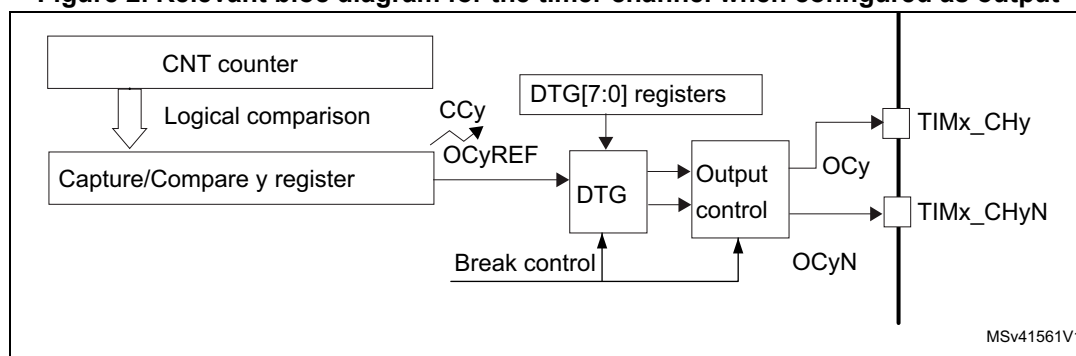 Figure 2. Relevant bloc diagram for the timer channel when configured as output
CNT counter
Logical comparison
DTG[7:0] registers
CCy
OCyREF
Capture/Compare y register
DTG
Output
control
OCy
TIMx_CHy
TIMx_CHyN
OCyN
Break control
MSv41561V1